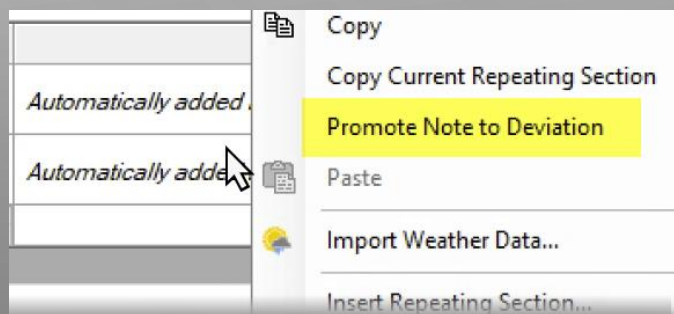 Copy
Copy Current Repeating Section
Automatically added
Promote Note to Deviation
Automatically adde
Paste
Import Weather Data...
Insert Repeating Section...